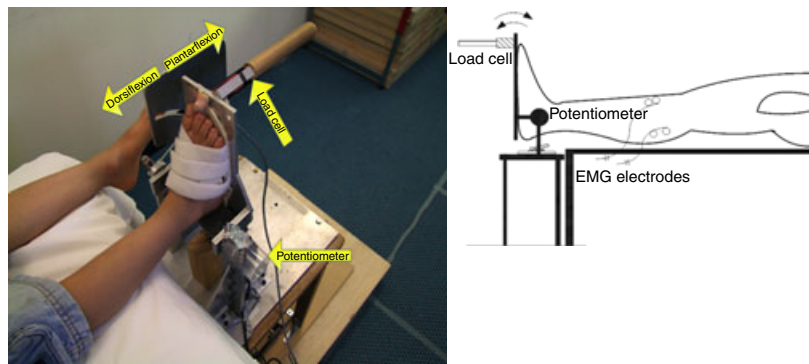 Dorsiflexion
Plantarflexion
Load cell
Potentiometer
Load cell
Potentiometer
EMG electrodes